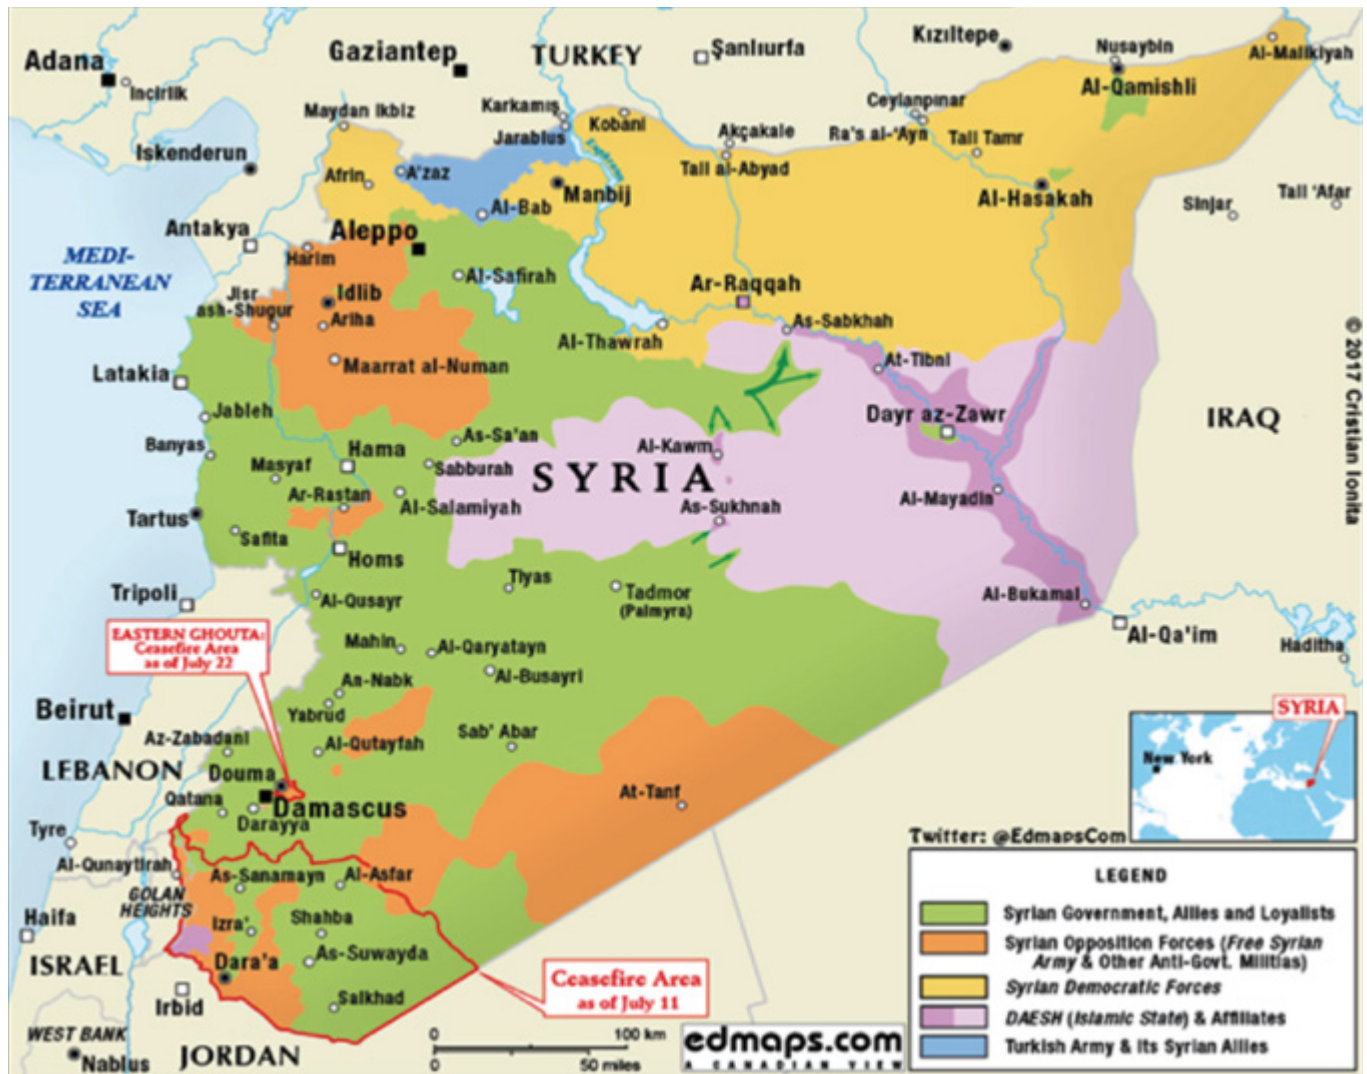 Adana
Incirlik
Gaziantep
TURKEY
Şanlıurfa
Kızıltepe
Nusaybin
Al-Malikiyah
Al-Qamishli
Maydan Ikbiz
Karkamış
Jarablus
Kobani
Ceylanpınar
Akçakale
Ra's al-'Ayn
Tall Tamr
Iskenderun
Euphrates
Afrin
A'zaz
Tall al-Abyad
Manbij
Al-Hasakah
Sinjar
Tall 'Afar
Al-Bab
Antakya
Aleppo
MEDI-
TERRANEAN
SEA
Harim
Al-Safirah
Ar-Raqqah
Jisr
ash-Shugur
Idlib
Ariha
As-Sabkhah
Al-Thawrah
At-Tibni
Maarrat al-Numan
Latakia
Jableh
Dayr az-Zawr
IRAQ
© 2017 Cristian Ionita
Banyas
As-Sa'an
Hama
Al-Kawm
Masyaf
Sabburah
SYRIA
Ar-Rastan
Al-Salamiyah
As-Sukhnah
Al-Mayadin
Tartus
Safita
Homs
Tripoli
Al-Qusayr
Tiyas
Tadmor
(Palmyra)
Al-Bukamal
Al-Qa'im
Haditha
EASTERN GHOUTA:
Ceasefire Area
as of July 22
Mahin
Al-Qaryatayn
Al-Busayri
An-Nabk
Yabrud
Beirut
Az-Zabadani
Al-Qutayfah
Sab' Abar
LEBANON
Douma
Qatana
Damascus
Darayya
At-Tanf
Tyre
Al-Qunaytirah
As-Sanamayn
Al-Asfar
GOLAN
HEIGHTS
Haifa
Izra'
Shahba
As-Suwayda
ISRAEL
Dara'a
Irbid
Salkhad
WEST BANK
Nablus
JORDAN
Ceasefire Area
as of July 11
0
100 km
0
50 miles
edmaps.com
A CANADIAN VIEW
SYRIA
New York
Twitter: @EdmapsCom
LEGEND
Syrian Government, Allies and Loyalists
Syrian Opposition Forces (Free Syrian
Army & Other Anti-Govt. Militias)
Syrian Democratic Forces
DAESH (Islamic State) & Affiliates
Turkish Army & Its Syrian Allies